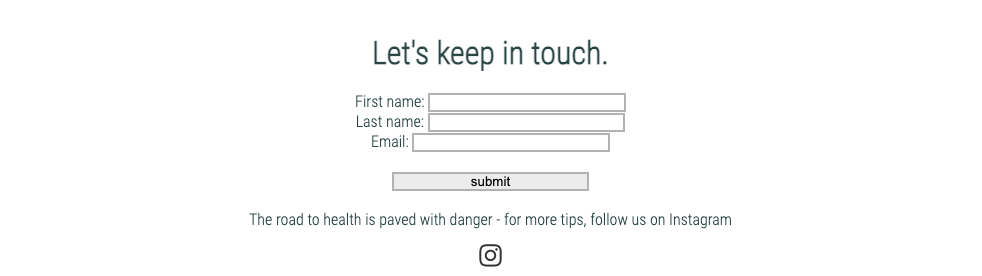 Let's keep in touch.
First name:
Last name:
Email:
submit
The road to health is paved with danger - for more tips, follow us on Instagram